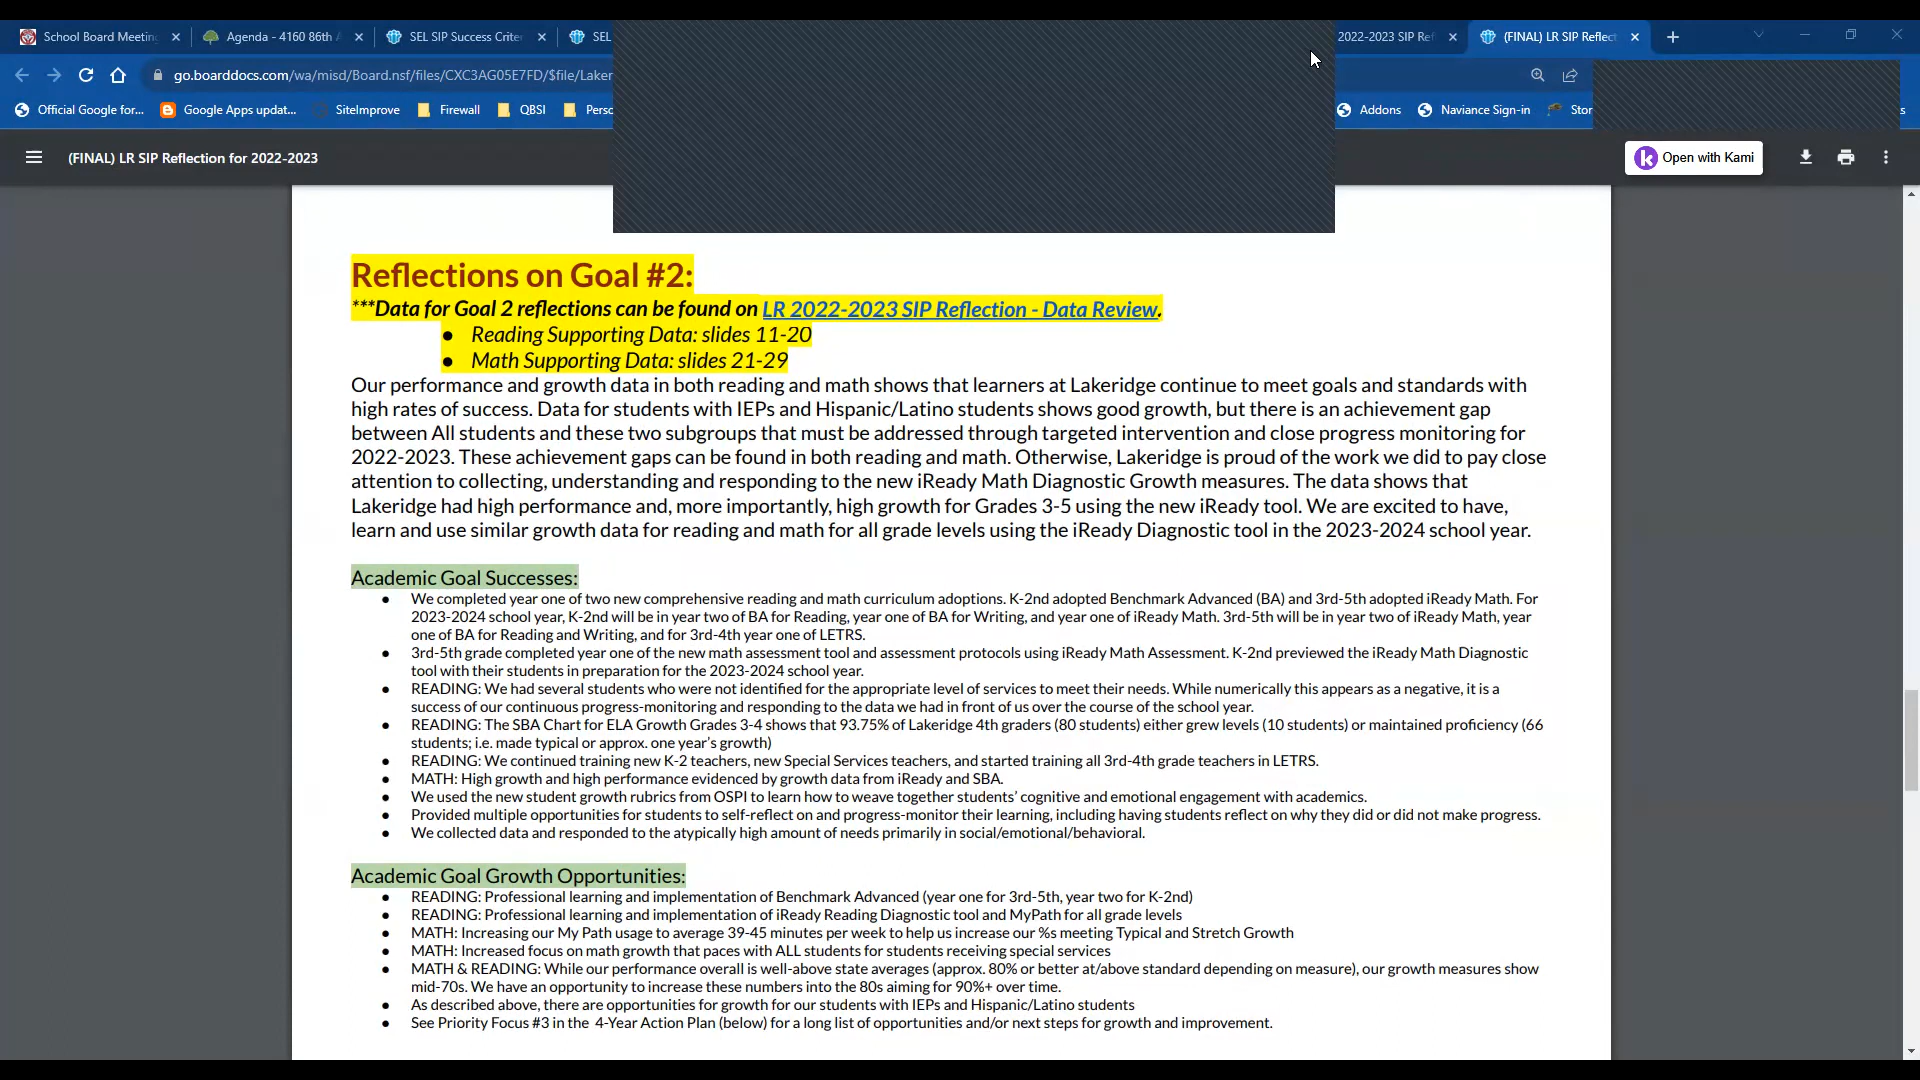 School Board Meeting
Agenda - 4160 86th A
SEL SIP Success Crite
SEL
2022-2023 SIP Ref
(FINAL) LR SIP Reflect
go.boarddocs.com/wa/misd/Board.nsf/files/CXC3AG05E7FD/$file/Laker
Official Google for...
Google Apps updat...
SiteImprove
Firewall
QBSI
Perso
Addons
Naviance Sign-in
Stor
(FINAL) LR SIP Reflection for 2022-2023
Open with Kami
Reflections on Goal #2:
***Data for Goal 2 reflections can be found on LR 2022-2023 SIP Reflection - Data Review.
● Reading Supporting Data: slides 11-20
● Math Supporting Data: slides 21-29
Our performance and growth data in both reading and math shows that learners at Lakeridge continue to meet goals and standards with
high rates of success. Data for students with IEPs and Hispanic/Latino students shows good growth, but there is an achievement gap
between All students and these two subgroups that must be addressed through targeted intervention and close progress monitoring for
2022-2023. These achievement gaps can be found in both reading and math. Otherwise, Lakeridge is proud of the work we did to pay close
attention to collecting, understanding and responding to the new iReady Math Diagnostic Growth measures. The data shows that
Lakeridge had high performance and, more importantly, high growth for Grades 3-5 using the new iReady tool. We are excited to have,
learn and use similar growth data for reading and math for all grade levels using the iReady Diagnostic tool in the 2023-2024 school year.
Academic Goal Successes:
● We completed year one of two new comprehensive reading and math curriculum adoptions. K-2nd adopted Benchmark Advanced (BA) and 3rd-5th adopted iReady Math. For
2023-2024 school year, K-2nd will be in year two of BA for Reading, year one of BA for Writing, and year one of iReady Math. 3rd-5th will be in year two of iReady Math, year
one of BA for Reading and Writing, and for 3rd-4th year one of LETRS.
● 3rd-5th grade completed year one of the new math assessment tool and assessment protocols using iReady Math Assessment. K-2nd previewed the iReady Math Diagnostic
tool with their students in preparation for the 2023-2024 school year.
● READING: We had several students who were not identified for the appropriate level of services to meet their needs. While numerically this appears as a negative, it is a
success of our continuous progress-monitoring and responding to the data we had in front of us over the course of the school year.
● READING: The SBA Chart for ELA Growth Grades 3-4 shows that 93.75% of Lakeridge 4th graders (80 students) either grew levels (10 students) or maintained proficiency (66
students; i.e. made typical or approx. one year's growth)
● READING: We continued training new K-2 teachers, new Special Services teachers, and started training all 3rd-4th grade teachers in LETRS.
● MATH: High growth and high performance evidenced by growth data from iReady and SBA.
● We used the new student growth rubrics from OSPI to learn how to weave together students' cognitive and emotional engagement with academics.
● Provided multiple opportunities for students to self-reflect on and progress-monitor their learning, including having students reflect on why they did or did not make progress.
● We collected data and responded to the atypically high amount of needs primarily in social/emotional/behavioral.
Academic Goal Growth Opportunities:
● READING: Professional learning and implementation of Benchmark Advanced (year one for 3rd-5th, year two for K-2nd)
● READING: Professional learning and implementation of iReady Reading Diagnostic tool and MyPath for all grade levels
● MATH: Increasing our My Path usage to average 39-45 minutes per week to help us increase our %s meeting Typical and Stretch Growth
● MATH: Increased focus on math growth that paces with ALL students for students receiving special services
● MATH & READING: While our performance overall is well-above state averages (approx. 80% or better at/above standard depending on measure), our growth measures show
mid-70s. We have an opportunity to increase these numbers into the 80s aiming for 90%+ over time.
● As described above, there are opportunities for growth for our students with IEPs and Hispanic/Latino students
● See Priority Focus #3 in the 4-Year Action Plan (below) for a long list of opportunities and/or next steps for growth and improvement.